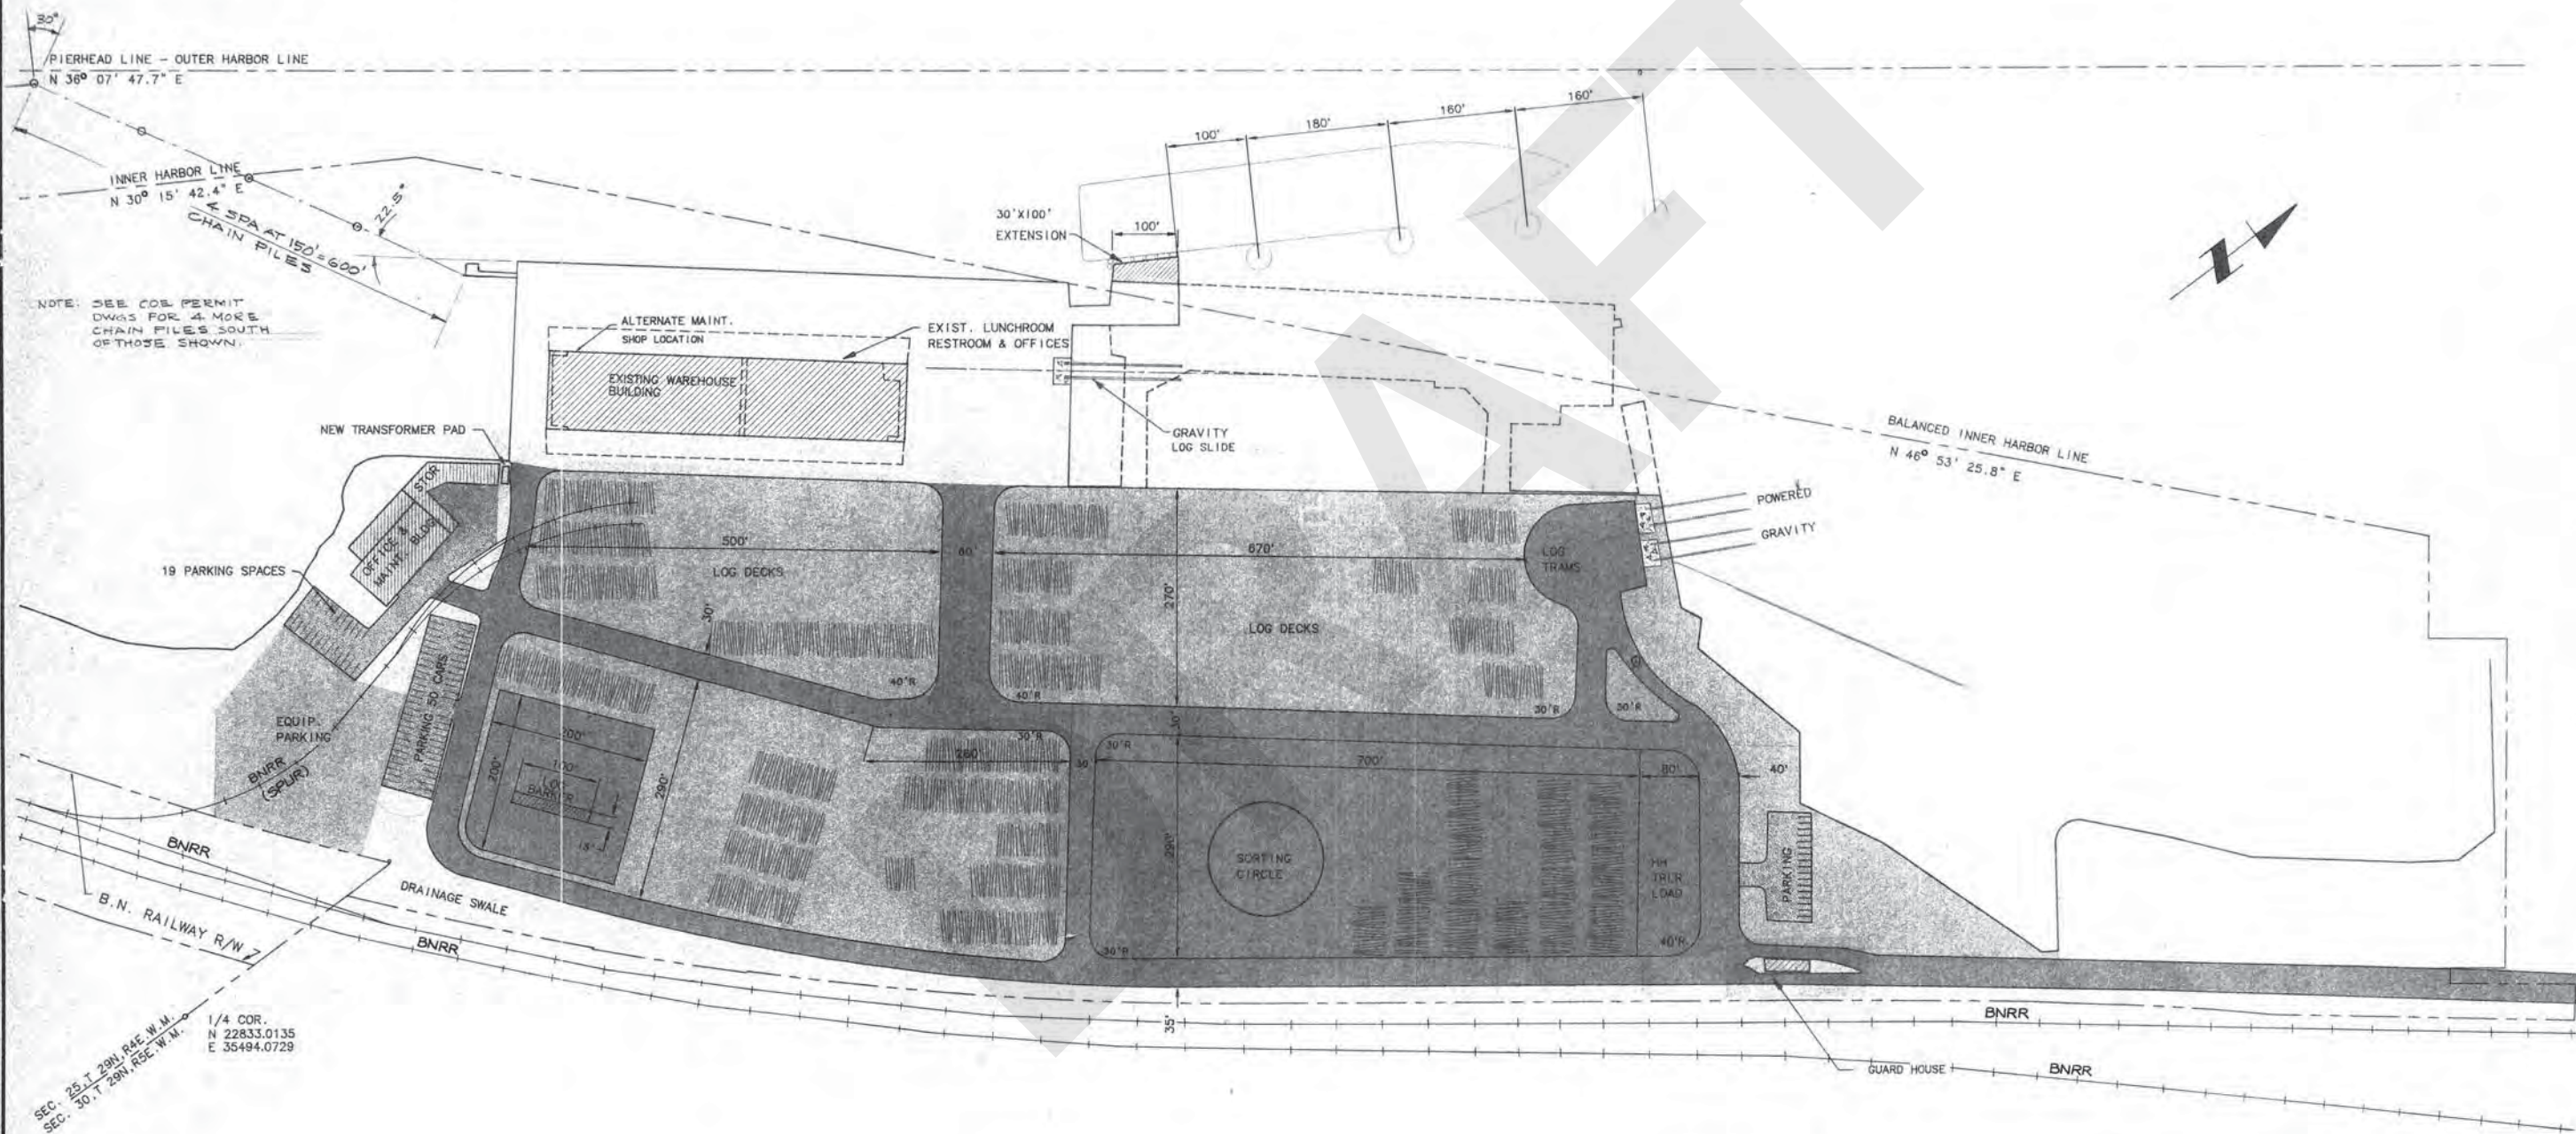 30°
PIERHEAD LINE - OUTER HARBOR LINE
N 36° 07' 47.7" E
INNER HARBOR LINE
N 30° 15' 42.4" E
4 SPA AT 150' = 600'
CHAIN PILES
22.5°
NOTE: SEE COE PERMIT
DWGS FOR 4 MORE
CHAIN PILES SOUTH
OF THOSE SHOWN.
100'
180'
160'
160'
30'X100'
EXTENSION
100'
ALTERNATE MAINT.
SHOP LOCATION
EXIST. LUNCHROOM
RESTROOM & OFFICES
EXISTING WAREHOUSE
BUILDING
NEW TRANSFORMER PAD
GRAVITY
LOG SLIDE
BALANCED INNER HARBOR LINE
N 46° 53' 25.8" E
POWERED
GRAVITY
STOR
OFFICE &
MAINT. BLDG
19 PARKING SPACES
500'
60'
670'
LOG DECKS
LOG
TRAMS
30'
270'
LOG DECKS
40'R
40'R
30'R
30'R
PARKING 50 CARS
EQUIP.
PARKING
BNRR
(SPUR)
200'
200'
100'
LOG
BARKER
15'
290'
260'
30'R
30'
30'R
30'
700'
60'
40'
290'
SORTING
CIRCLE
TRLR
LOAD
PARKING
30'R
40'R
BNRR
B.N. RAILWAY R/W
DRAINAGE SWALE
BNRR
35'
BNRR
GUARD HOUSE
BNRR
SEC. 25,T 29N,R4E.W.M.
SEC. 30,T 29N,R5E.W.M.
1/4 COR.
N 22833.0135
E 35494.0729
DRAFT